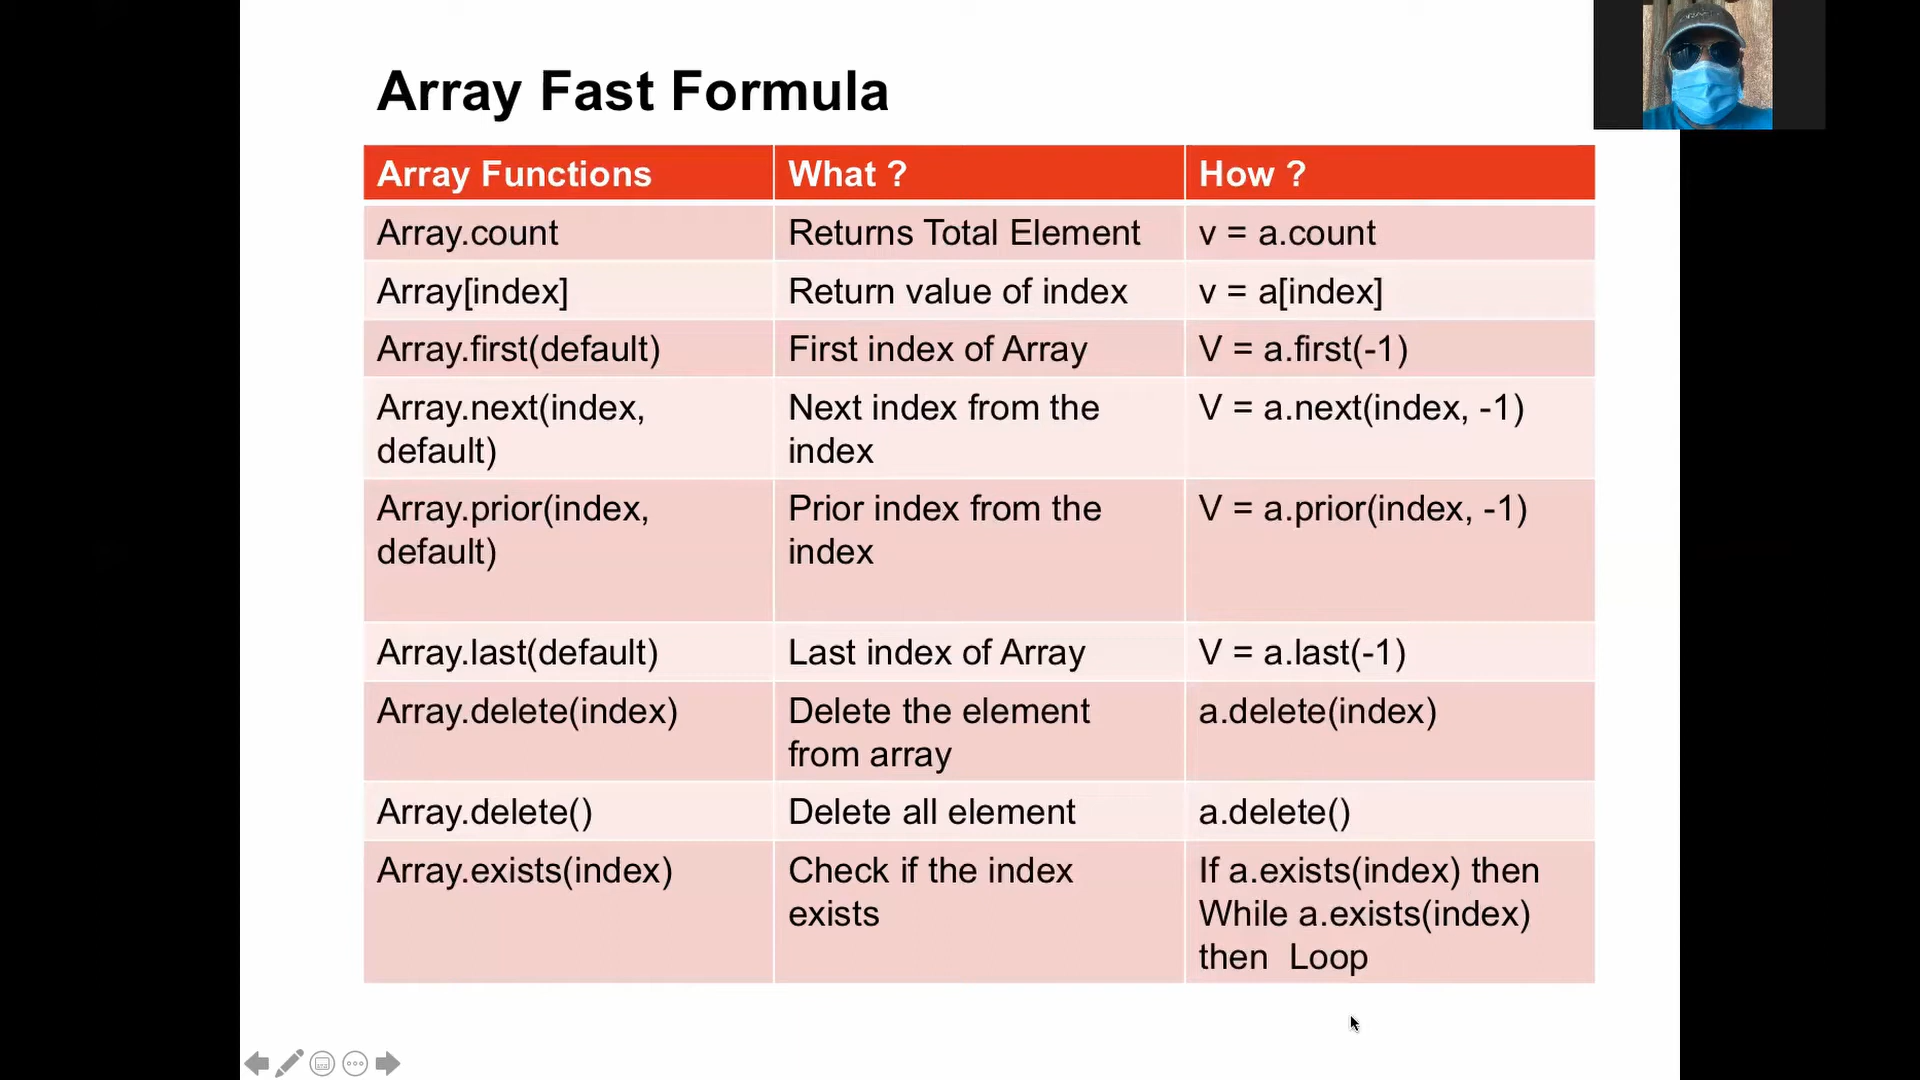 Array Fast Formula
Array Functions
What ?
How ?
Array.count
Returns Total Element
v = a.count
Array[index]
Return value of index
v = a[index]
Array.first(default)
First index of Array
V = a.first(-1)
Array.next(index,
default)
Next index from the
index
V = a.next(index, -1)
Array.prior(index,
default)
Prior index from the
index
V = a.prior(index, -1)
Array.last(default)
Last index of Array
V = a.last(-1)
Array.delete(index)
Delete the element
from array
a.delete(index)
Array.delete()
Delete all element
a.delete()
Array.exists(index)
Check if the index
exists
If a.exists(index) then
While a.exists(index)
then  Loop